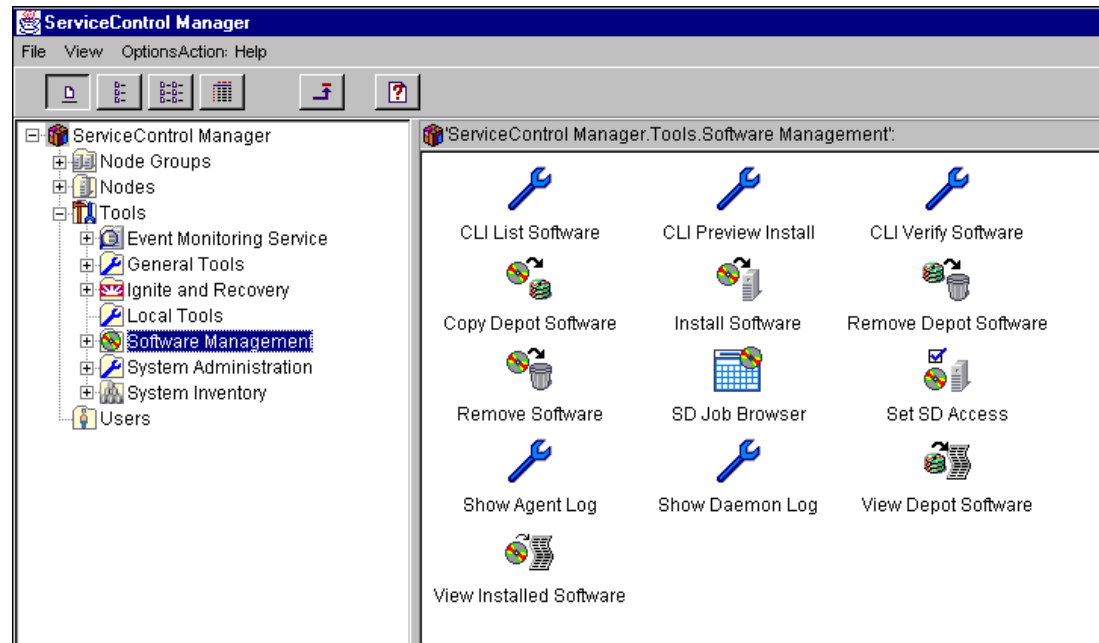 ServiceControl Manager
File View OptionsAction: Help
ServiceControl Manager
Node Groups
Nodes
Tools
Event Monitoring Service
General Tools
Ignite and Recovery
Local Tools
Software Management
System Administration
System Inventory
Users
'ServiceControl Manager.Tools.Software Management':
CLI List Software CLI Preview Install CLI Verify Software
Copy Depot Software Install Software Remove Depot Software
Remove Software SD Job Browser Set SD Access
Show Agent Log Show Daemon Log View Depot Software
View Installed Software